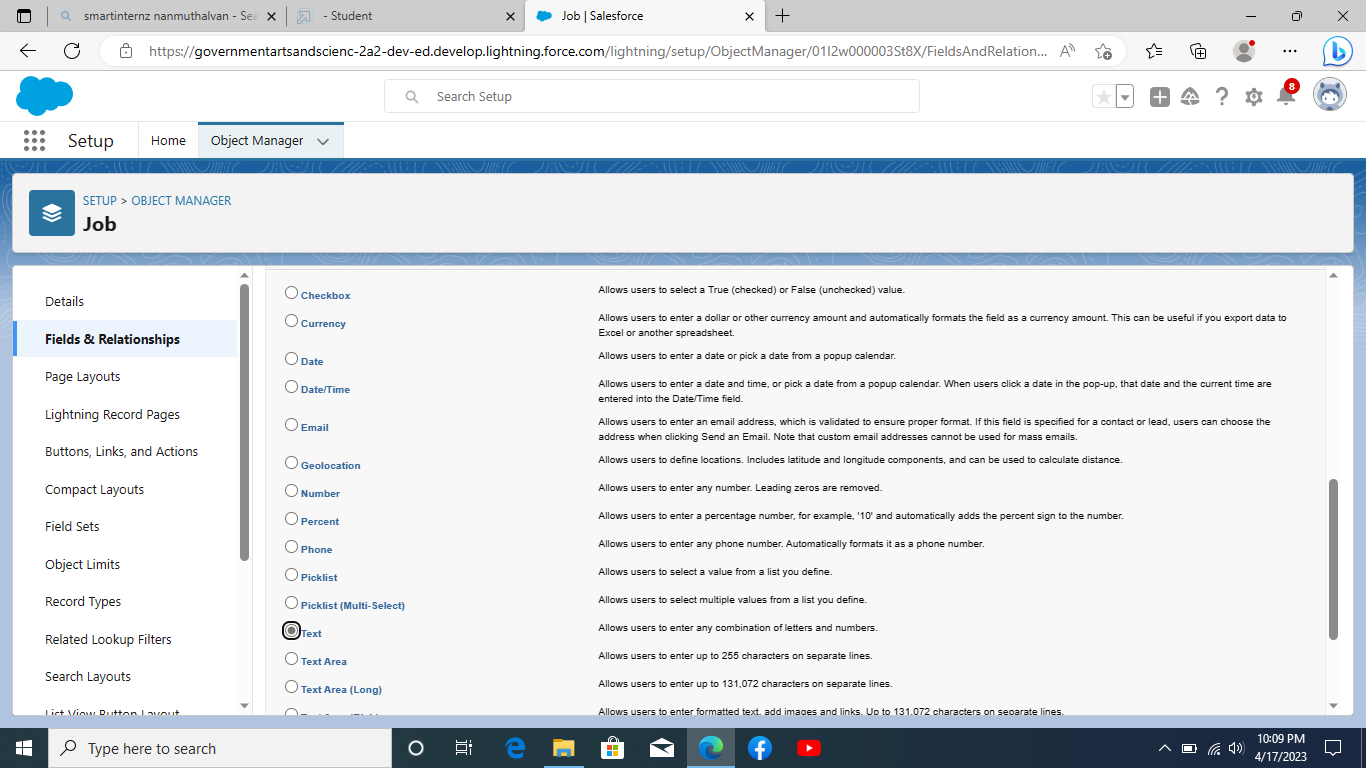 smartinternz nanmuthalvan - Sea
- Student
Job | Salesforce
https://governmentartsandscienc-2a2-dev-ed.develop.lightning.force.com/lightning/setup/ObjectManager/01I2w000003St8X/FieldsAndRelation...
Search Setup
8
Setup
Home
Object Manager
SETUP > OBJECT MANAGER
Job
Details
Fields & Relationships
Page Layouts
Lightning Record Pages
Buttons, Links, and Actions
Compact Layouts
Field Sets
Object Limits
Record Types
Related Lookup Filters
Search Layouts
List View Button Layout
Checkbox
Allows users to select a True (checked) or False (unchecked) value.
Currency
Allows users to enter a dollar or other currency amount and automatically formats the field as a currency amount. This can be useful if you export data to
Excel or another spreadsheet.
Date
Allows users to enter a date or pick a date from a popup calendar.
Date/Time
Allows users to enter a date and time, or pick a date from a popup calendar. When users click a date in the pop-up, that date and the current time are
entered into the Date/Time field.
Email
Allows users to enter an email address, which is validated to ensure proper format. If this field is specified for a contact or lead, users can choose the
address when clicking Send an Email. Note that custom email addresses cannot be used for mass emails.
Geolocation
Allows users to define locations. Includes latitude and longitude components, and can be used to calculate distance.
Number
Allows users to enter any number. Leading zeros are removed.
Percent
Allows users to enter a percentage number, for example, '10' and automatically adds the percent sign to the number.
Phone
Allows users to enter any phone number. Automatically formats it as a phone number.
Picklist
Allows users to select a value from a list you define.
Picklist (Multi-Select)
Allows users to select multiple values from a list you define.
Text
Allows users to enter any combination of letters and numbers.
Text Area
Allows users to enter up to 255 characters on separate lines.
Text Area (Long)
Allows users to enter up to 131,072 characters on separate lines.
Allows users to enter formatted text, add images and links. Up to 131,072 characters on separate lines.
Type here to search
10:09 PM
4/17/2023